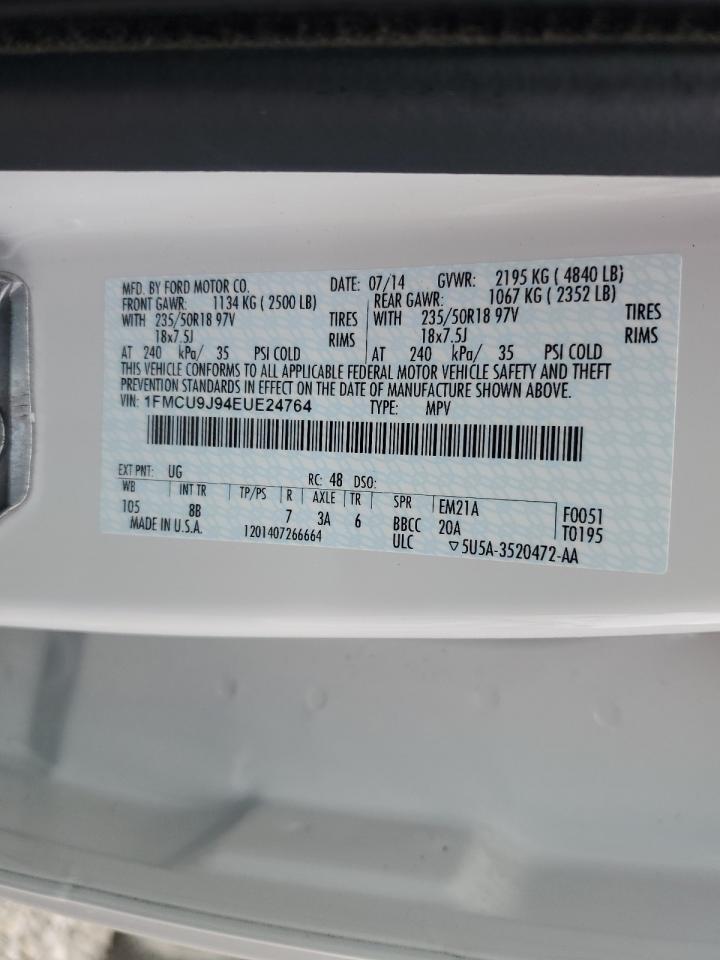 MFD. BY FORD MOTOR CO. DATE: 07/14 GVWR: 2195 KG ( 4840 LB)
FRONT GAWR: 1134 KG ( 2500 LB) REAR GAWR: 1067 KG ( 2352 LB)
WITH 235/50R18 97V TIRES WITH 235/50R18 97V TIRES
18x7.5J RIMS 18x7.5J RIMS
AT 240 kPa/ 35 PSI COLD AT 240 kPa/ 35 PSI COLD
THIS VEHICLE CONFORMS TO ALL APPLICABLE FEDERAL MOTOR VEHICLE SAFETY AND THEFT
PREVENTION STANDARDS IN EFFECT ON THE DATE OF MANUFACTURE SHOWN ABOVE.
VIN: 1FMCU9J94EUE24764 TYPE: MPV
EXT PNT: UG RC: 48 DSO:
WB INT TR TP/PS R AXLE TR SPR EM21A F0051
105 8B 7 3A 6 BBCC 20A T0195
MADE IN U.S.A. 1201407266664 ULC ▽5U5A-3520472-AA